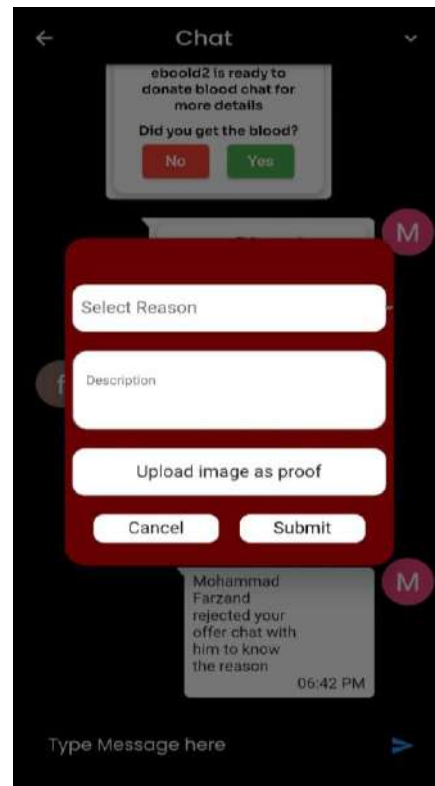 Chat
eboold2 is ready to
donate blood chat for
more details
Did you get the blood?
No Yes
M
Select Reason
f
Description
Upload image as proof
Cancel Submit
Mohammad
Farzand
rejected your
offer chat with
him to know
the reason
06:42 PM
M
Type Message here